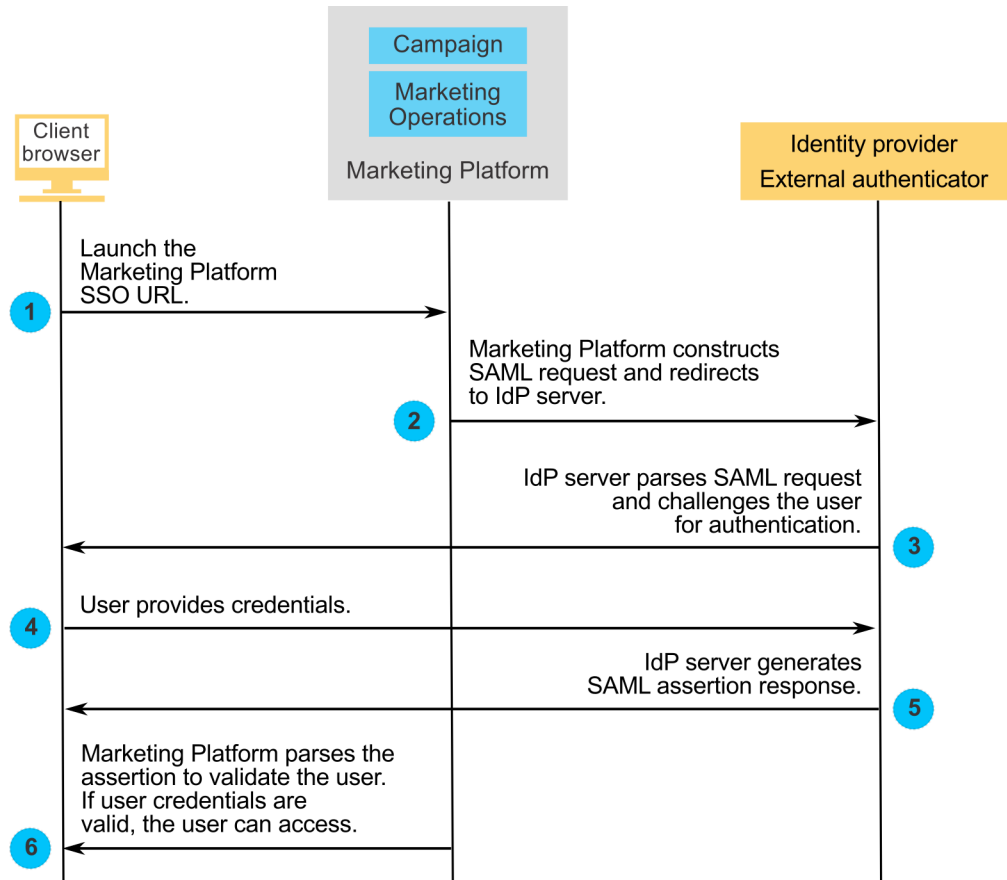 Campaign
Marketing
Operations
Marketing Platform
Client
browser
Identity provider
External authenticator
Launch the
Marketing Platform
SSO URL.
1
Marketing Platform constructs
SAML request and redirects
to IdP server.
2
IdP server parses SAML request
and challenges the user
for authentication.
3
User provides credentials.
4
IdP server generates
SAML assertion response.
5
Marketing Platform parses the
assertion to validate the user.
If user credentials are
valid, the user can access.
6